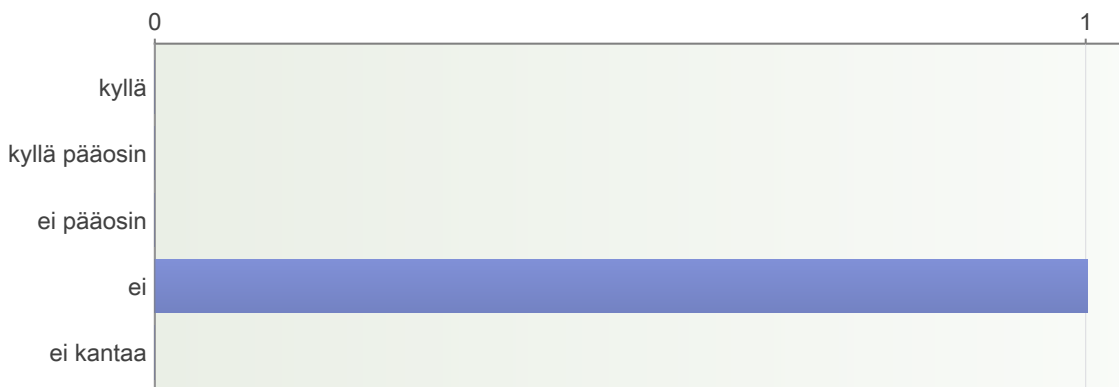 0 1
kyllä
kyllä pääosin
ei pääosin
ei
ei kantaa